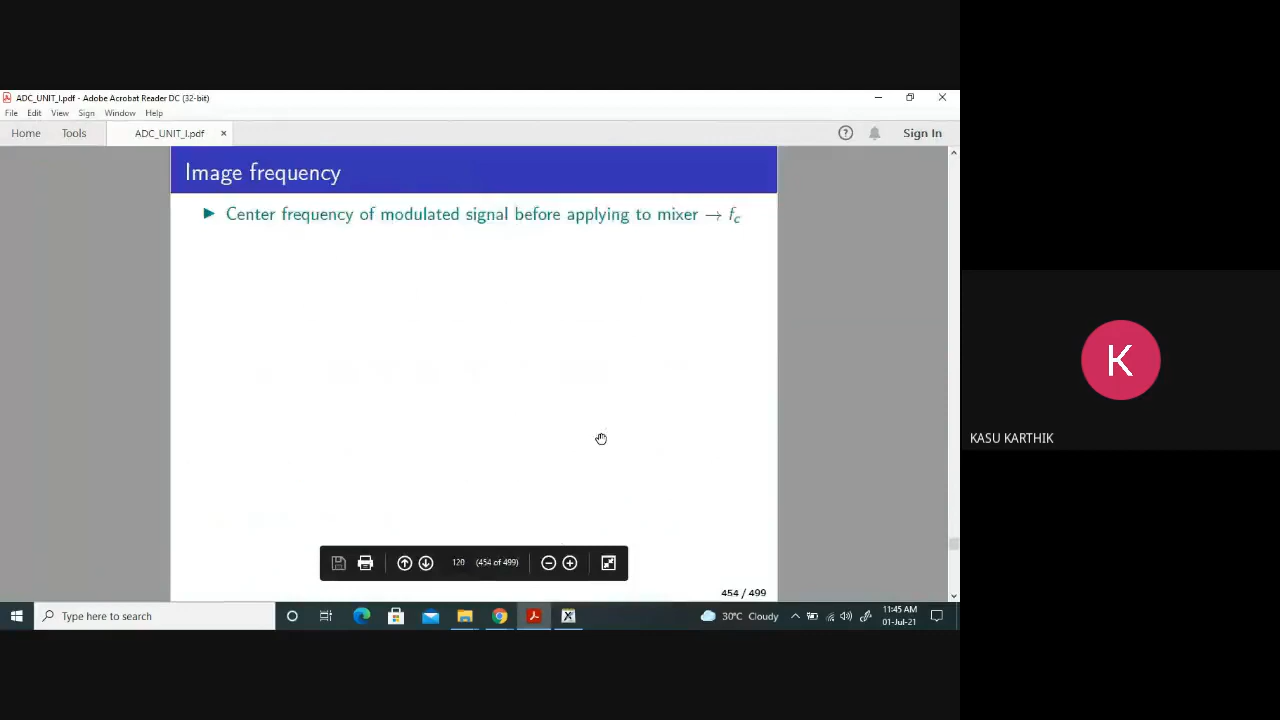 ADC_UNIT_I.pdf - Adobe Acrobat Reader DC (32-bit)
File Edit View Sign Window Help
Home Tools ADC_UNIT_I.pdf × Sign In
Image frequency
▶ Center frequency of modulated signal before applying to mixer → fc
K
KASU KARTHIK
120 (454 of 499)
454 / 499
Type here to search
30°C Cloudy
11:45 AM
01-Jul-21